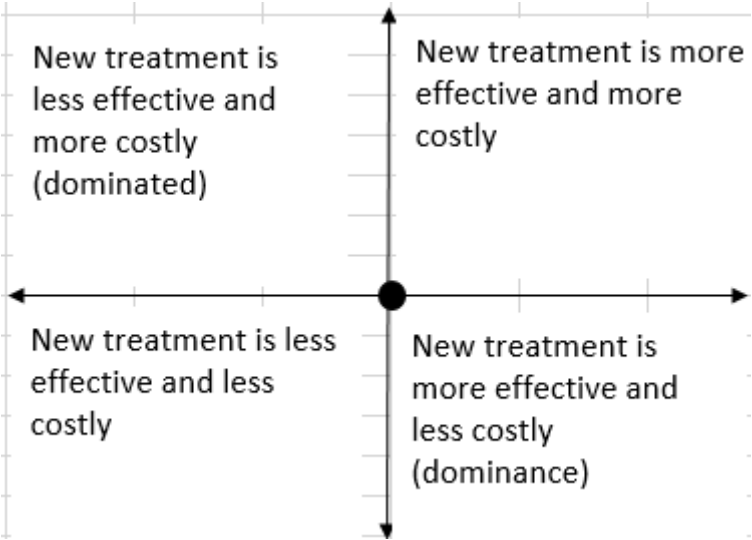 New treatment is
less effective and
more costly
(dominated)
New treatment is more
effective and more
costly
New treatment is less
effective and less
costly
New treatment is
more effective and
less costly
(dominance)